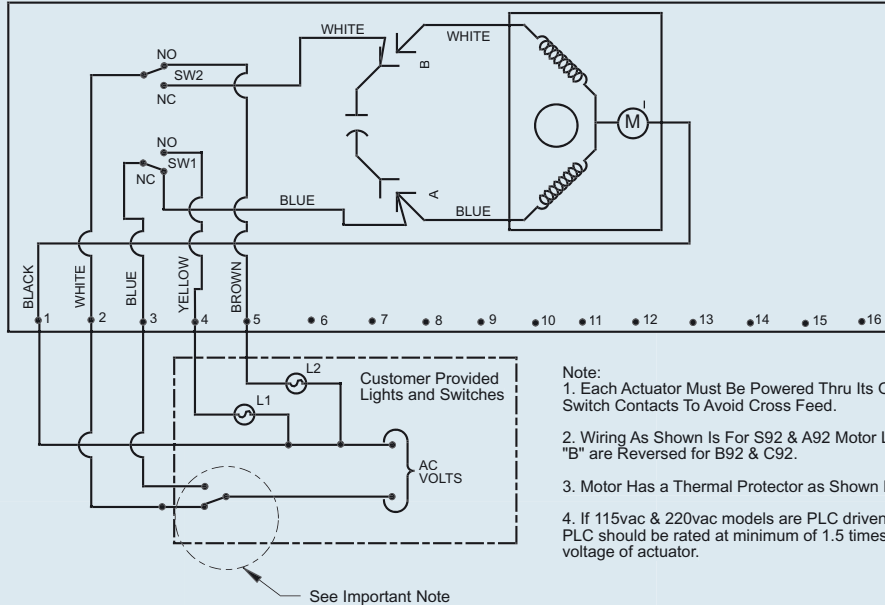 WHITE
WHITE
NO
SW2
B
NC
NO
SW1
M
I
NC
A
BLUE
BLUE
BLACK
WHITE
BLUE
YELLOW
BROWN
1 2 3 4 5 6 7 8 9 10 11 12 13 14 15 16
L2
Customer Provided
Lights and Switches
L1
AC
VOLTS
See Important Note
Note:
1. Each Actuator Must Be Powered Thru Its
Switch Contacts To Avoid Cross Feed.
2. Wiring As Shown Is For S92 & A92 Motor
"B" are Reversed for B92 & C92.
3. Motor Has a Thermal Protector as Shown
4. If 115vac & 220vac models are PLC driven
PLC should be rated at minimum of 1.5 times
voltage of actuator.